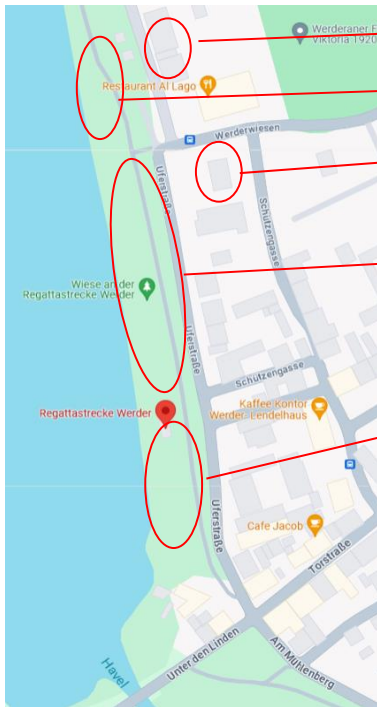 Werderaner F
Viktoria 1920
Restaurant Al Lago
Werderwiesen
Uferstraße
Schützengasse
Wiese an der
Regattastrecke Werder
Uferstraße
Schützengasse
Regattastrecke Werder
Kaffee Kontor
Werder- Lendelhaus
Uferstraße
Cafe Jacob
Torstraße
Unter den Linden
Am Mühlenberg
Havel